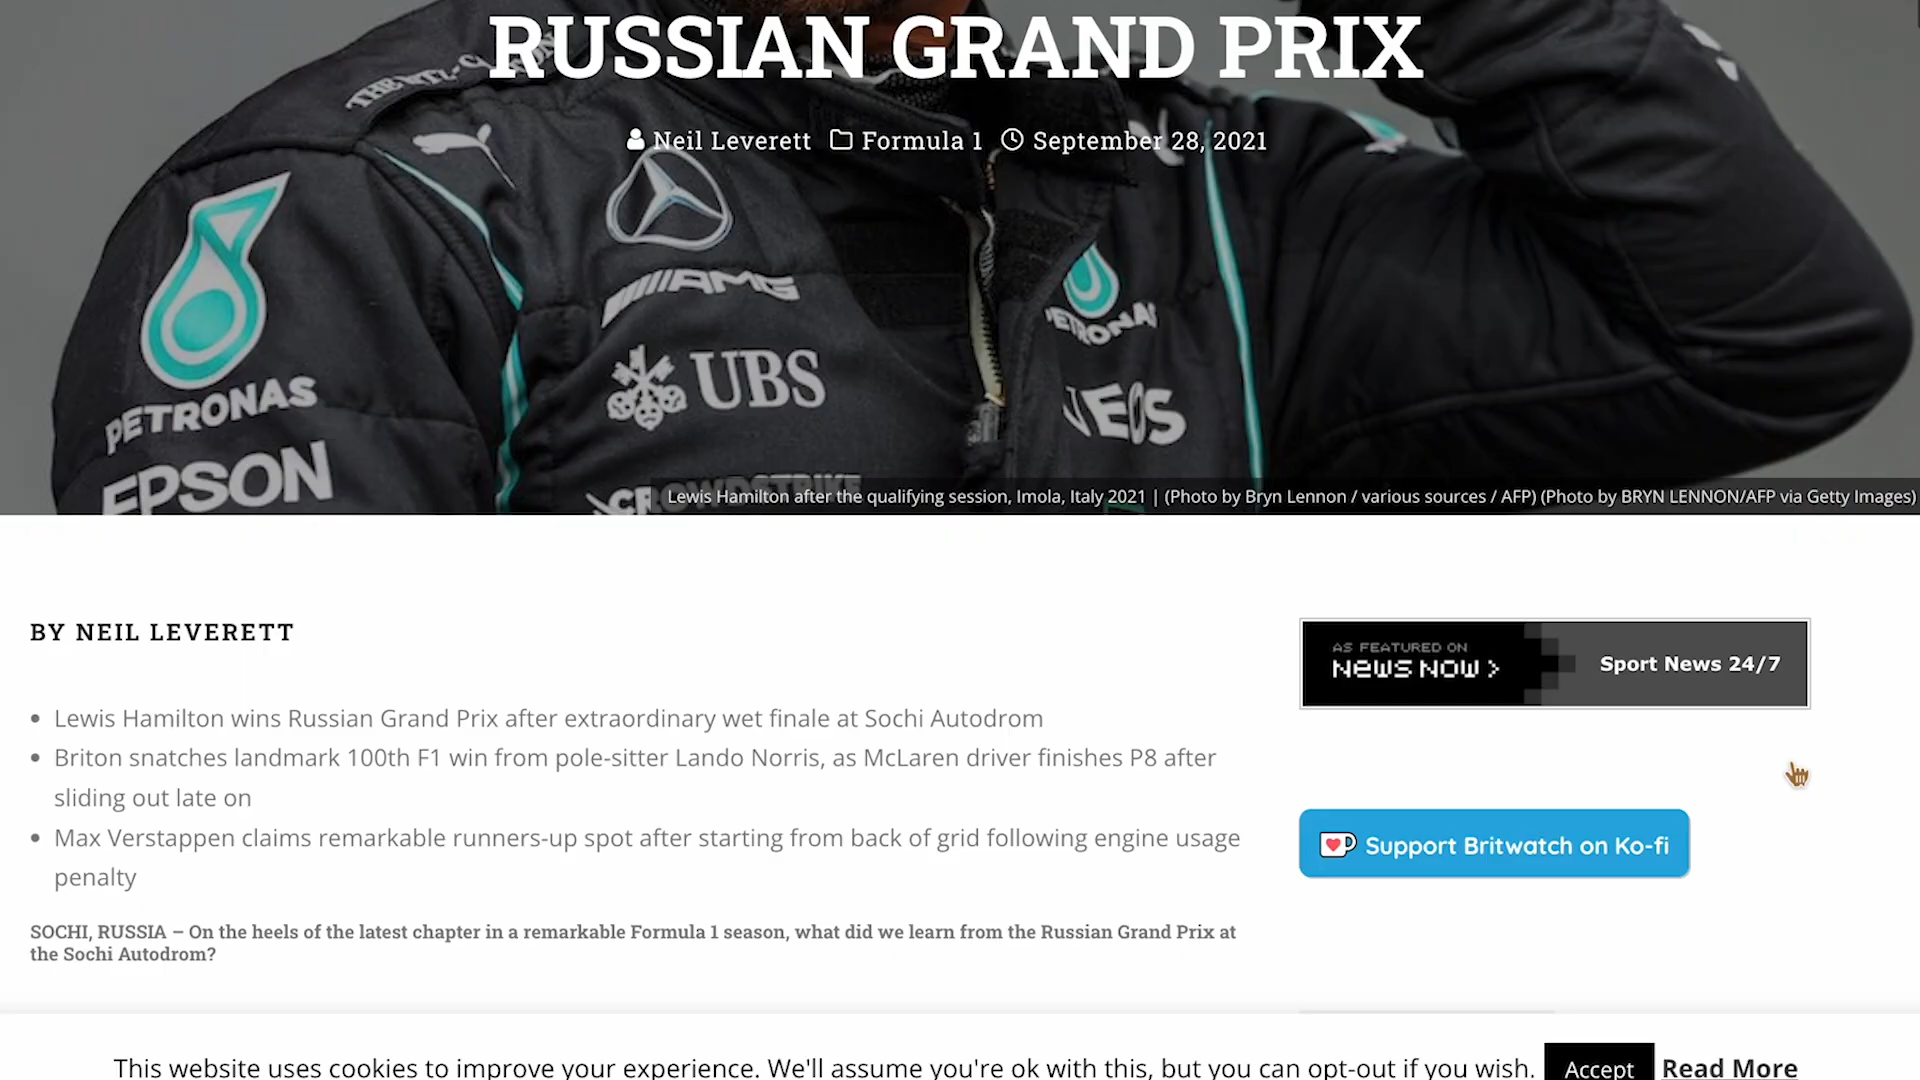 RUSSIAN GRAND PRIX
Neil Leverett Formula 1 September 28, 2021
AMG
PETRONAS
UBS
PETRONAS
INEOS
EPSON
CROWDSTRIKE
Lewis Hamilton after the qualifying session, Imola, Italy 2021 | (Photo by Bryn Lennon / various sources / AFP) (Photo by BRYN LENNON/AFP via Getty Images)
BY NEIL LEVERETT
• Lewis Hamilton wins Russian Grand Prix after extraordinary wet finale at Sochi Autodrom
• Briton snatches landmark 100th F1 win from pole-sitter Lando Norris, as McLaren driver finishes P8 after
sliding out late on
• Max Verstappen claims remarkable runners-up spot after starting from back of grid following engine usage
penalty
SOCHI, RUSSIA – On the heels of the latest chapter in a remarkable Formula 1 season, what did we learn from the Russian Grand Prix at
the Sochi Autodrom?
AS FEATURED ON
NEWS NOW >
Sport News 24/7
Support Britwatch on Ko-fi
This website uses cookies to improve your experience. We'll assume you're ok with this, but you can opt-out if you wish. Accept Read More